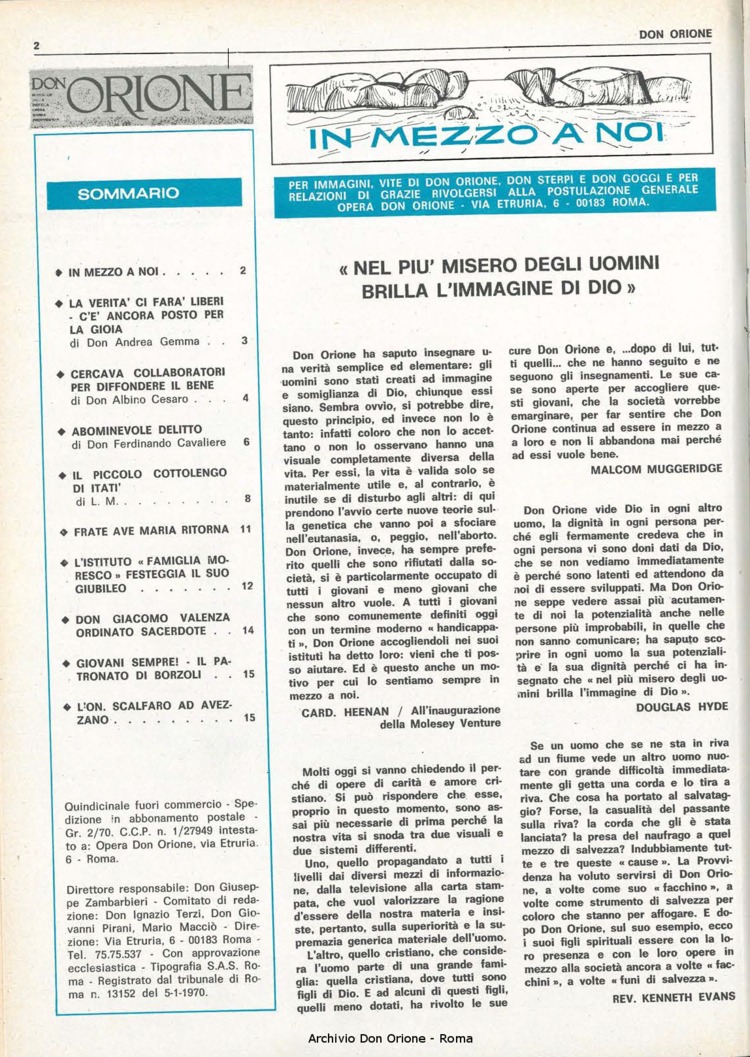 2
DON ORIONE
DON ORIONE
IN MEZZO A NOI
PER IMMAGINI, VITE DI DON ORIONE, DON STERPI E DON GOGGI E PER
RELAZIONI DI GRAZIE RIVOLGERSI ALLA POSTULAZIONE GENERALE
OPERA DON ORIONE - VIA ETRURIA, 6 - 00183 ROMA.
SOMMARIO
◆ IN MEZZO A NOI . . . . . 2
◆ LA VERITA' CI FARA' LIBERI
- C'E' ANCORA POSTO PER
LA GIOIA
di Don Andrea Gemma . . 3
◆ CERCAVA COLLABORATORI
PER DIFFONDERE IL BENE
di Don Albino Cesaro . . . 4
◆ ABOMINEVOLE DELITTO
di Don Ferdinando Cavaliere 6
◆ IL PICCOLO COTTOLENGO
DI ITATI'
di L. M. . . . . . . . . 8
◆ FRATE AVE MARIA RITORNA 11
◆ L'ISTITUTO « FAMIGLIA MO-
RESCO » FESTEGGIA IL SUO
GIUBILEO . . . . . . . 12
◆ DON GIACOMO VALENZA
ORDINATO SACERDOTE . . 14
◆ GIOVANI SEMPRE! - IL PA-
TRONATO DI BORZOLI . . 15
◆ L'ON. SCALFARO AD AVEZ-
ZANO . . . . . . . . . 15
Quindicinale fuori commercio - Spe-
dizione in abbonamento postale -
Gr. 2/70. C.C.P. n. 1/27949 intesta-
to a: Opera Don Orione, via Etruria.
6 - Roma.
Direttore responsabile: Don Giusep-
pe Zambarbieri - Comitato di reda-
zione: Don Ignazio Terzi, Don Gio-
vanni Pirani, Mario Macciò - Dire-
zione: Via Etruria, 6 - 00183 Roma -
Tel. 75.75.537 - Con approvazione
ecclesiastica - Tipografia S.A.S. Ro-
ma - Registrato dal tribunale di Ro-
ma n. 13152 del 5-1-1970.
« NEL PIU' MISERO DEGLI UOMINI
BRILLA L'IMMAGINE DI DIO »
Don Orione ha saputo insegnare u-
na verità semplice ed elementare: gli
uomini sono stati creati ad immagine
e somiglianza di Dio, chiunque essi
siano. Sembra ovvio, si potrebbe dire,
questo principio, ed invece non lo è
tanto: infatti coloro che non lo accet-
tano o non lo osservano hanno una
visuale completamente diversa della
vita. Per essi, la vita è valida solo se
materialmente utile e, al contrario, è
inutile se di disturbo agli altri: di qui
prendono l'avvio certe nuove teorie sul-
la genetica che vanno poi a sfociare
nell'eutanasia, o, peggio, nell'aborto.
Don Orione, invece, ha sempre prefe-
rito quelli che sono rifiutati dalla so-
cietà, si è particolarmente occupato di
tutti i giovani e meno giovani che
nessun altro vuole. A tutti i giovani
che sono comunemente definiti oggi
con un termine moderno « handicappa-
ti », Don Orione accogliendoli nei suoi
istituti ha detto loro: vieni che ti pos-
so aiutare. Ed è questo anche un mo-
tivo per cui lo sentiamo sempre in
mezzo a noi.
CARD. HEENAN / All'inaugurazione
della Molesey Venture
Molti oggi si vanno chiedendo il per-
ché di opere di carità e amore cri-
stiano. Si può rispondere che esse,
proprio in questo momento, sono as-
sai più necessarie di prima perché la
nostra vita si snoda tra due visuali e
due sistemi differenti.
Uno, quello propagandato a tutti i
livelli dai diversi mezzi di informazio-
ne, dalla televisione alla carta stam-
pata, che vuol valorizzare la ragione
d'essere della nostra materia e insi-
ste, pertanto, sulla superiorità e la su-
premazia generica materiale dell'uomo.
L'altro, quello cristiano, che conside-
ra l'uomo parte di una grande fami-
glia: quella cristiana, dove tutti sono
figli di Dio. E ad alcuni di questi figli,
quelli meno dotati, ha rivolto le sue
cure Don Orione e, ...dopo di lui, tut-
ti quelli... che ne hanno seguito e ne
seguono gli insegnamenti. Le sue ca-
se sono aperte per accogliere que-
sti giovani, che la società vorrebbe
emarginare, per far sentire che Don
Orione continua ad essere in mezzo a
a loro e non li abbandona mai perché
ad essi vuole bene.
MALCOM MUGGERIDGE
Don Orione vide Dio in ogni altro
uomo, la dignità in ogni persona per-
ché egli fermamente credeva che in
ogni persona vi sono doni dati da Dio,
che se non vediamo immediatamente
è perché sono latenti ed attendono da
noi di essere sviluppati. Ma Don Orio-
ne seppe vedere assai più acutamen-
te di noi la potenzialità anche nelle
persone più improbabili, in quelle che
non sanno comunicare; ha saputo sco-
prire in ogni uomo la sua potenziali-
tà e la sua dignità perché ci ha in-
segnato che « nel più misero degli uo-
mini brilla l'immagine di Dio ».
DOUGLAS HYDE
Se un uomo che se ne sta in riva
ad un fiume vede un altro uomo nuo-
tare con grande difficoltà immediata-
mente gli getta una corda e lo tira a
riva. Che cosa ha portato al salvatag-
gio? Forse, la casualità del passante
sulla riva? la corda che gli è stata
lanciata? la presa del naufrago a quel
mezzo di salvezza? Indubbiamente tut-
te e tre queste « cause ». La Provvi-
denza ha voluto servirsi di Don Orio-
ne, a volte come suo « facchino », a
volte come strumento di salvezza per
coloro che stanno per affogare. E do-
po Don Orione, sul suo esempio, ecco
i suoi figli spirituali essere con la lo-
ro presenza e con le loro opere in
mezzo alla società ancora a volte « fac-
chini », a volte « funi di salvezza ».
REV. KENNETH EVANS
Archivio Don Orione - Roma